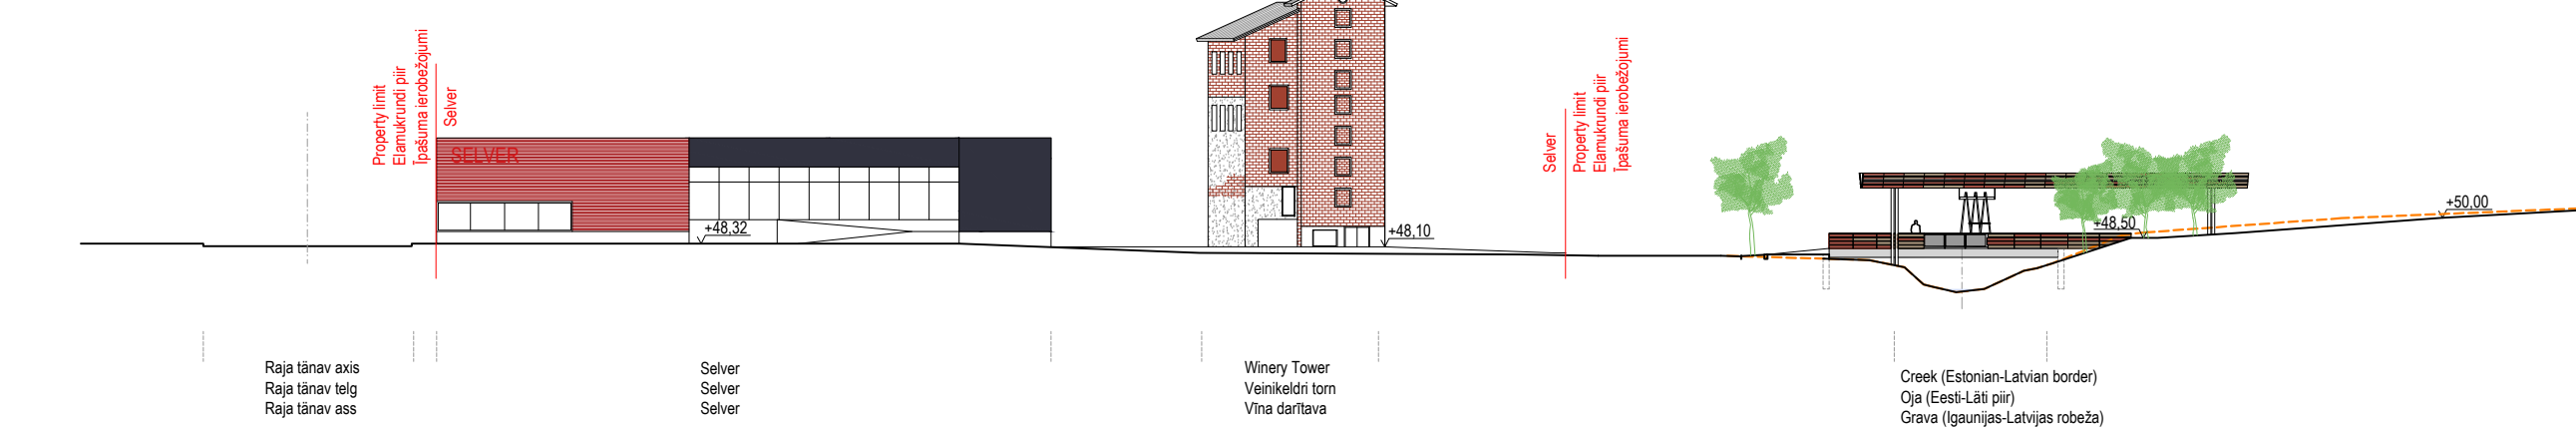 Property limit
Elamukrundi piir
Īpašuma ierobežojumi
Selver
SELVER
+48,32
+48,10
Selver
Property limit
Elamukrundi piir
Īpašuma ierobežojumi
+48,50
+50,00
Raja tänav axis
Raja tänav telg
Raja tänav ass
Selver
Selver
Selver
Winery Tower
Veinikeldri torn
Vīna darītava
Creek (Estonian-Latvian border)
Oja (Eesti-Läti piir)
Grava (Igaunijas-Latvijas robeža)